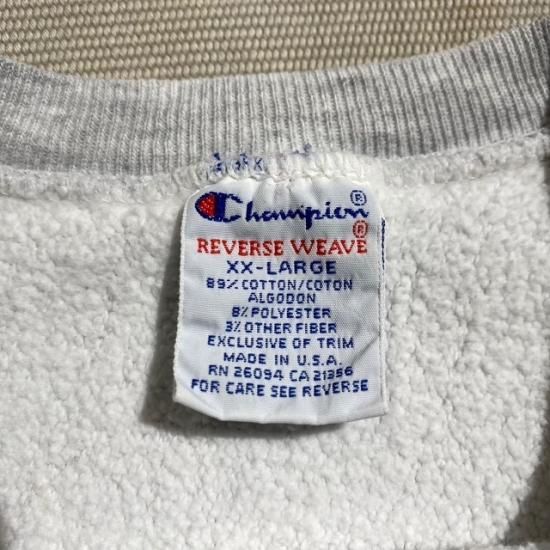 Champion®
REVERSE WEAVE®
XX-LARGE
89% COTTON/COTON
ALGODON
8% POLYESTER
3% OTHER FIBER
EXCLUSIVE OF TRIM
MADE IN U.S.A.
RN 26094 CA 21356
FOR CARE SEE REVERSE